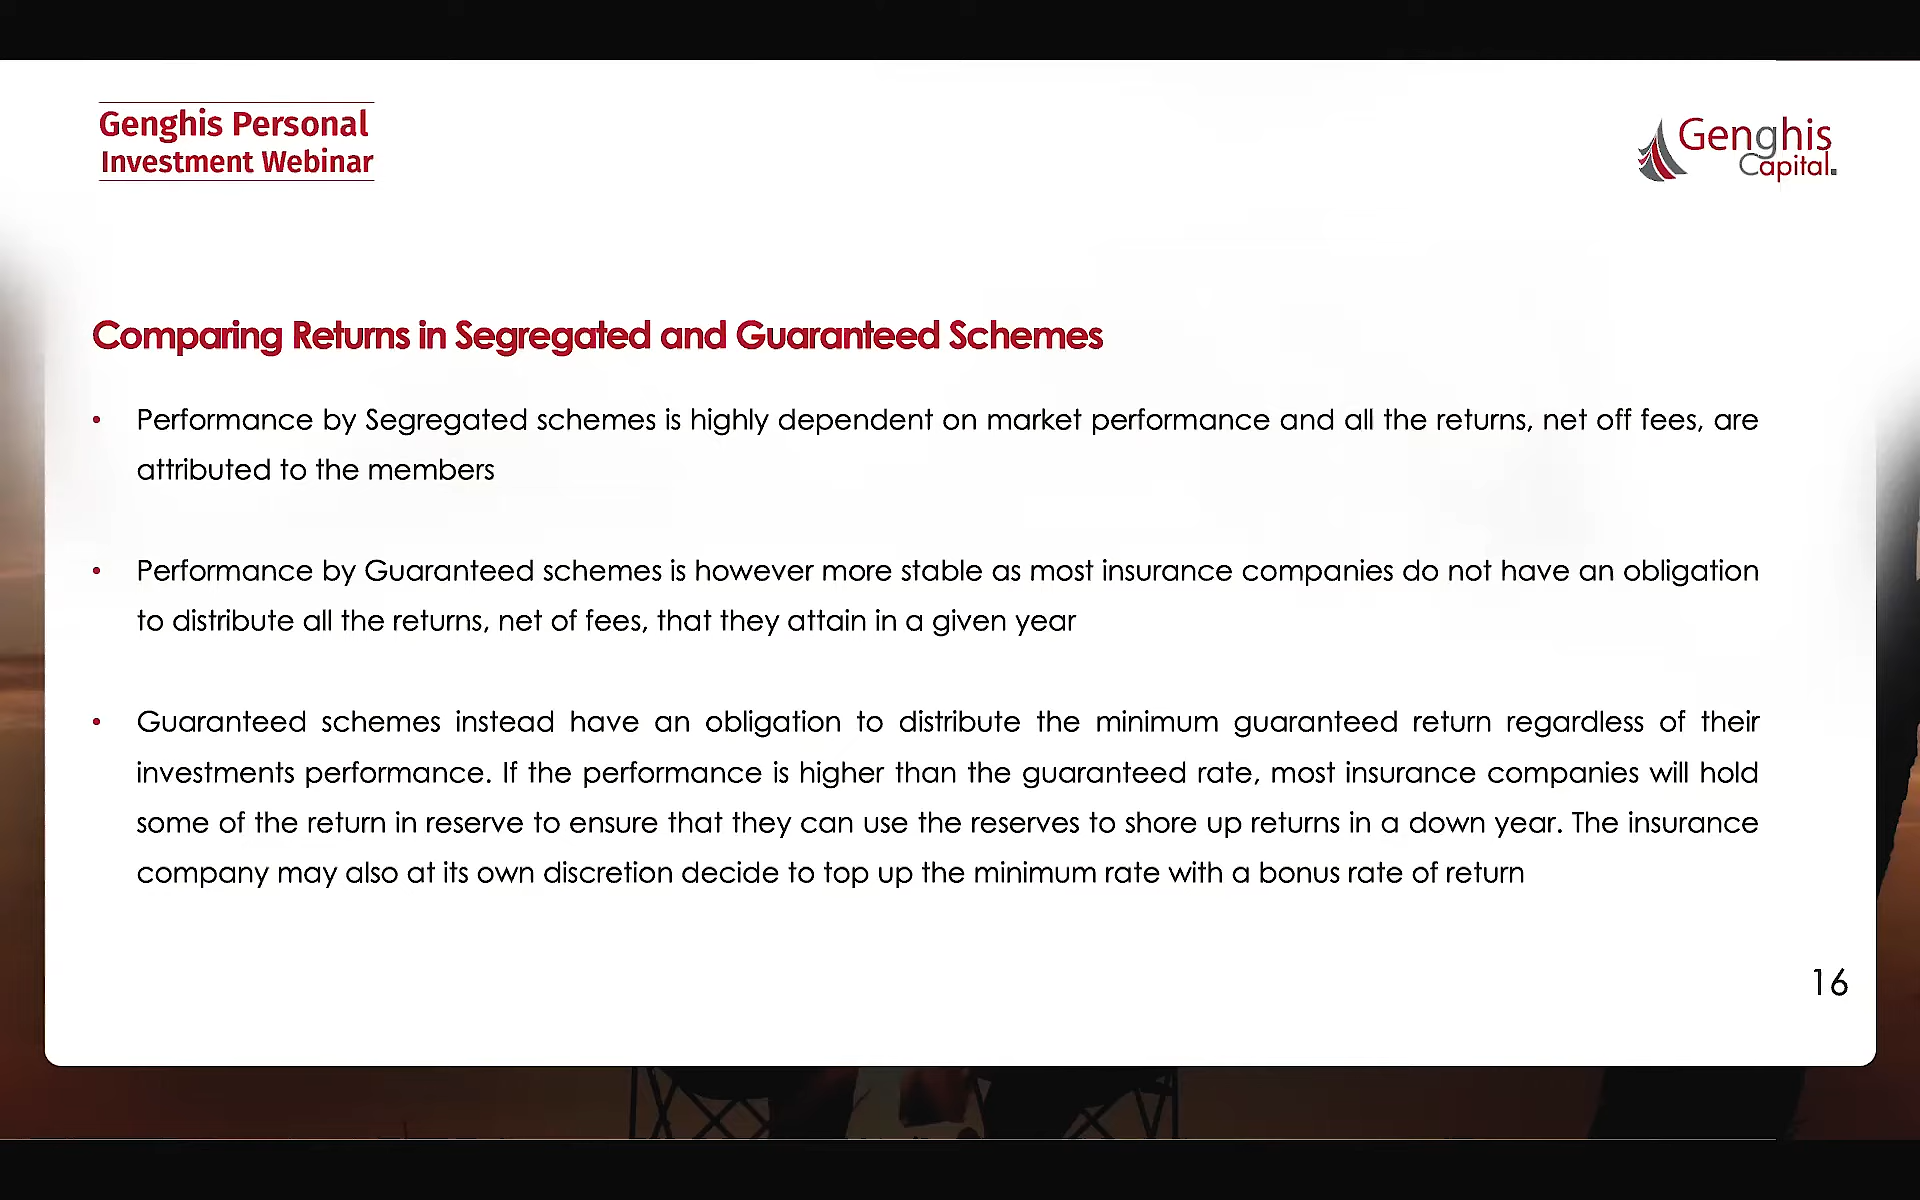 Genghis Personal
Investment Webinar
Genghis
Capital.
Comparing Returns in Segregated and Guaranteed Schemes
• Performance by Segregated schemes is highly dependent on market performance and all the returns, net off fees, are
attributed to the members
• Performance by Guaranteed schemes is however more stable as most insurance companies do not have an obligation
to distribute all the returns, net of fees, that they attain in a given year
• Guaranteed schemes instead have an obligation to distribute the minimum guaranteed return regardless of their
investments performance. If the performance is higher than the guaranteed rate, most insurance companies will hold
some of the return in reserve to ensure that they can use the reserves to shore up returns in a down year. The insurance
company may also at its own discretion decide to top up the minimum rate with a bonus rate of return
16